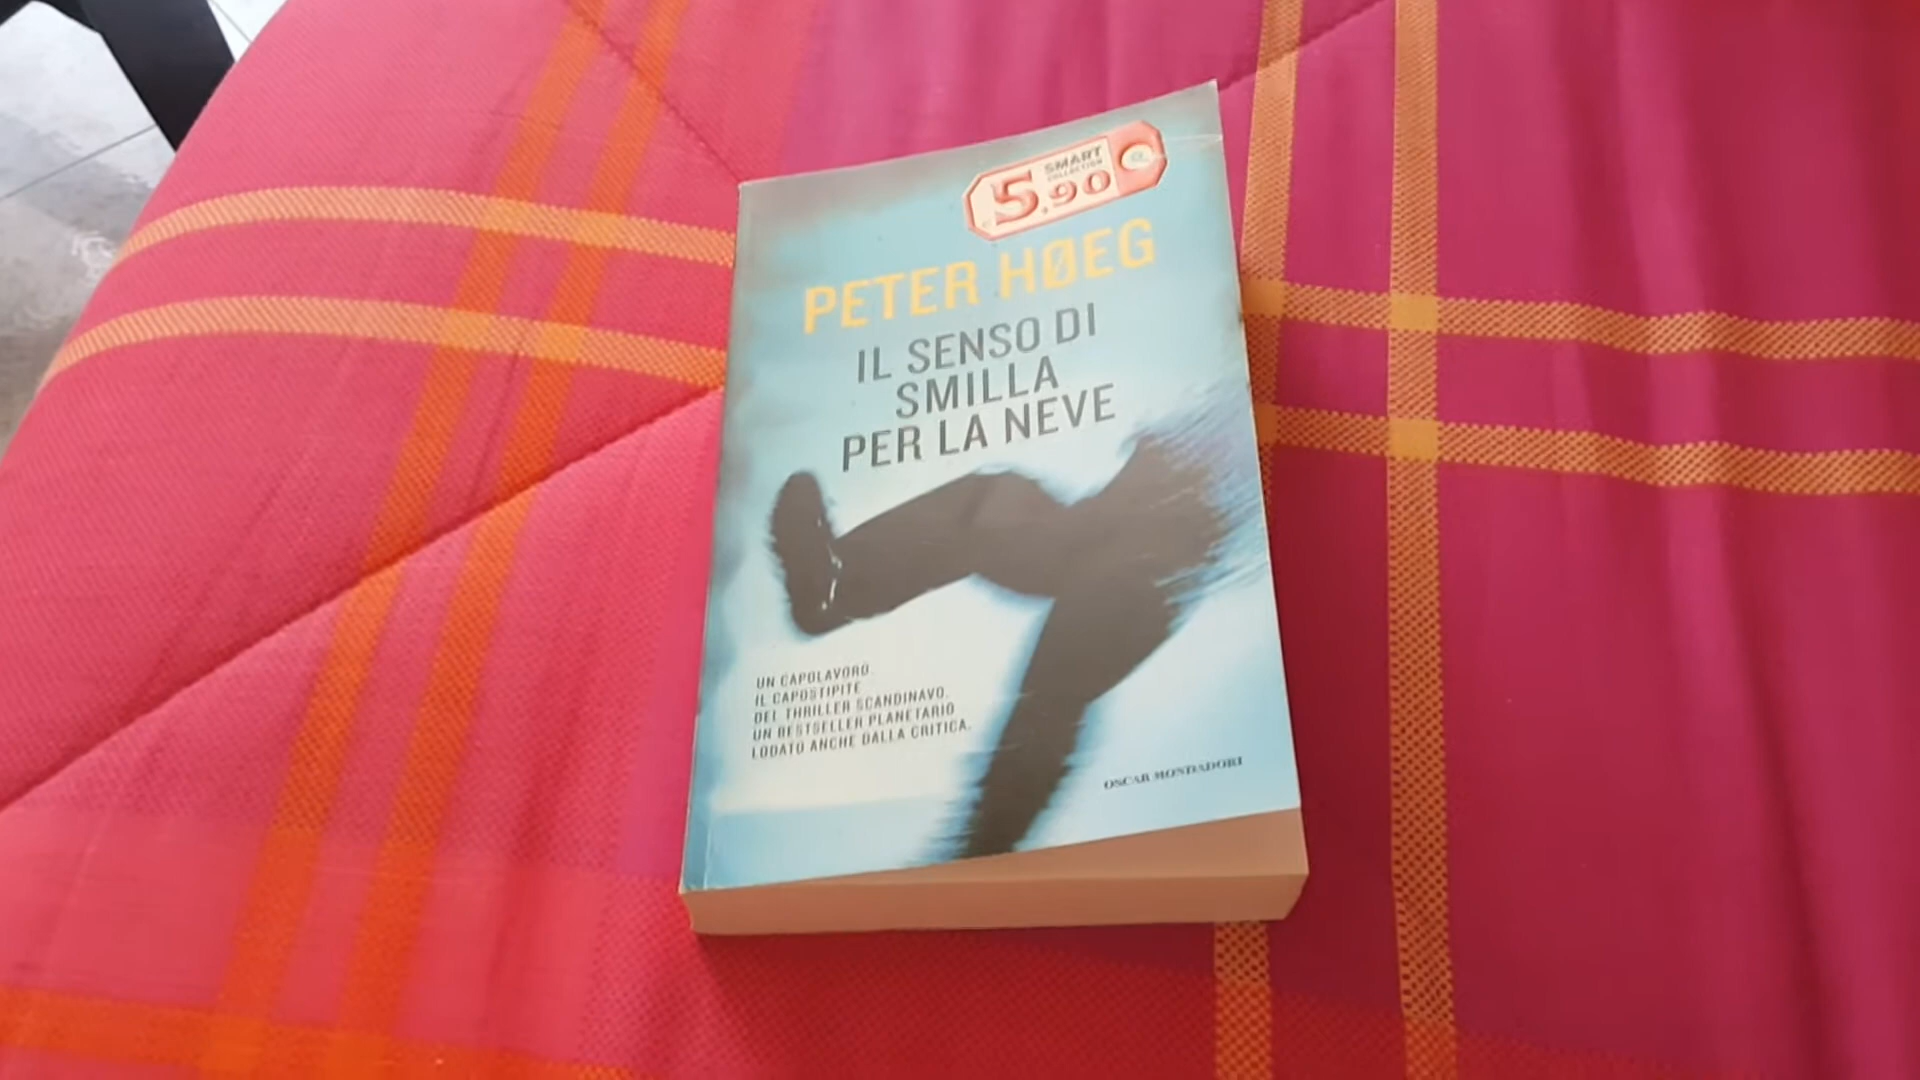 SMART
COLLECTION
5,90
PETER HØEG
IL SENSO DI
SMILLA
PER LA NEVE
UN CAPOLAVORO.
IL CAPOSTIPITE
DEL THRILLER SCANDINAVO.
UN BESTSELLER PLANETARIO
LODATO ANCHE DALLA CRITICA.
OSCAR MONDADORI